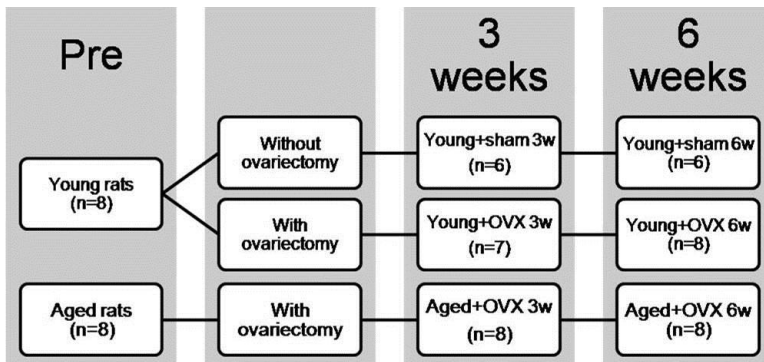 Pre
3
weeks
6
weeks
Young rats
(n=8)
Without
ovariectomy
Young+sham 3w
(n=6)
Young+sham 6w
(n=6)
With
ovariectomy
Young+OVX 3w
(n=7)
Young+OVX 6w
(n=8)
Aged rats
(n=8)
With
ovariectomy
Aged+OVX 3w
(n=8)
Aged+OVX 6w
(n=8)